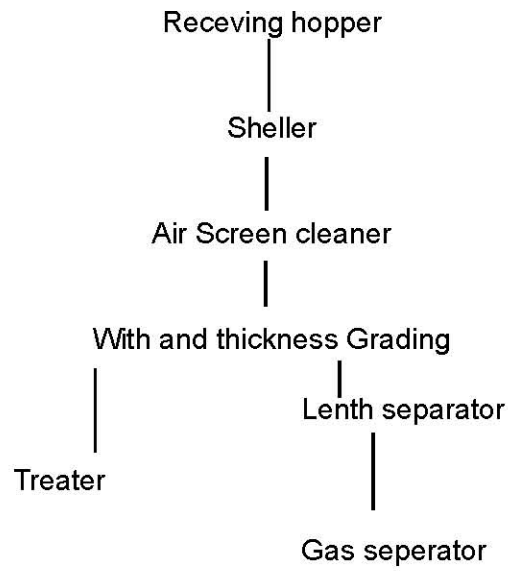 Receving hopper
Sheller
Air Screen cleaner
With and thickness Grading
Lenth separator
Treater
Gas seperator